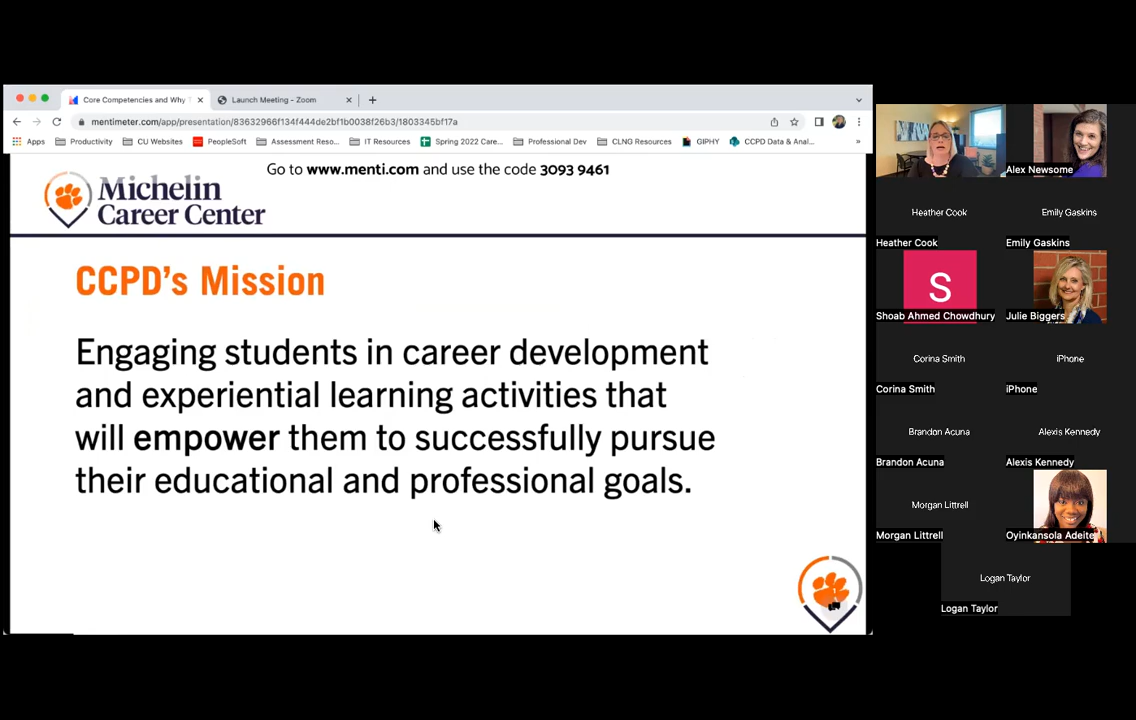 Core Competencies and Why
Launch Meeting - Zoom
mentimeter.com/app/presentation/83632966f134f444de2bf1b0038f26b3/1803345bf17a
Apps Productivity CU Websites PeopleSoft Assessment Reso... IT Resources Spring 2022 Care... Professional Dev CLNG Resources GIPHY CCPD Data & Anal... »
Go to www.menti.com and use the code 3093 9461
Michelin
Career Center
CCPD's Mission
Engaging students in career development
and experiential learning activities that
will empower them to successfully pursue
their educational and professional goals.
Alex Newsome
Heather Cook
Heather Cook
Emily Gaskins
Emily Gaskins
S
Shoab Ahmed Chowdhury
Julie Biggers
Corina Smith
Corina Smith
iPhone
iPhone
Brandon Acuna
Brandon Acuna
Alexis Kennedy
Alexis Kennedy
Morgan Littrell
Morgan Littrell
Oyinkansola Adeite
Logan Taylor
Logan Taylor